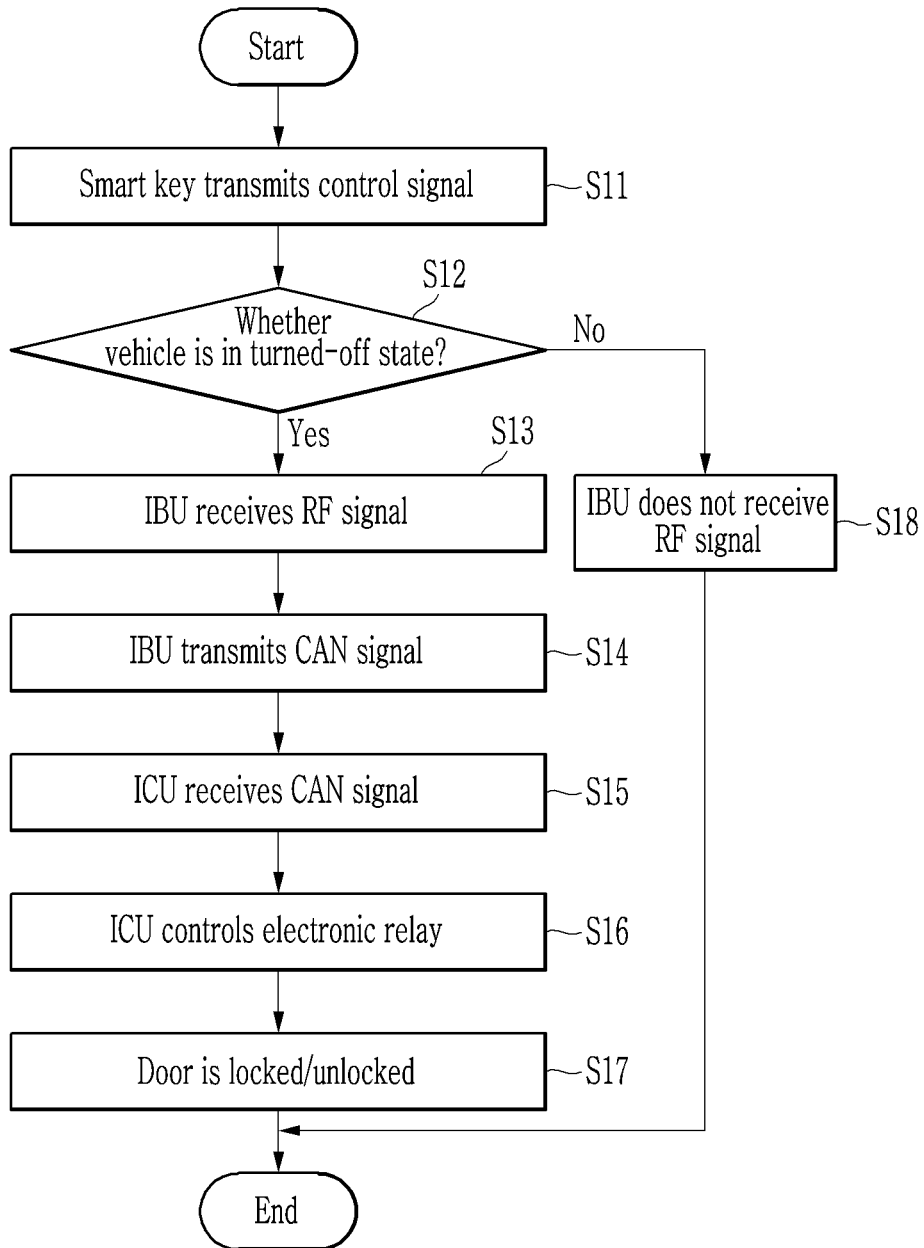 Start
Smart key transmits control signal
S11
S12
Whether
vehicle is in turned-off state?
No
Yes
S13
IBU receives RF signal
IBU does not receive
RF signal
S18
IBU transmits CAN signal
S14
ICU receives CAN signal
S15
ICU controls electronic relay
S16
Door is locked/unlocked
S17
End